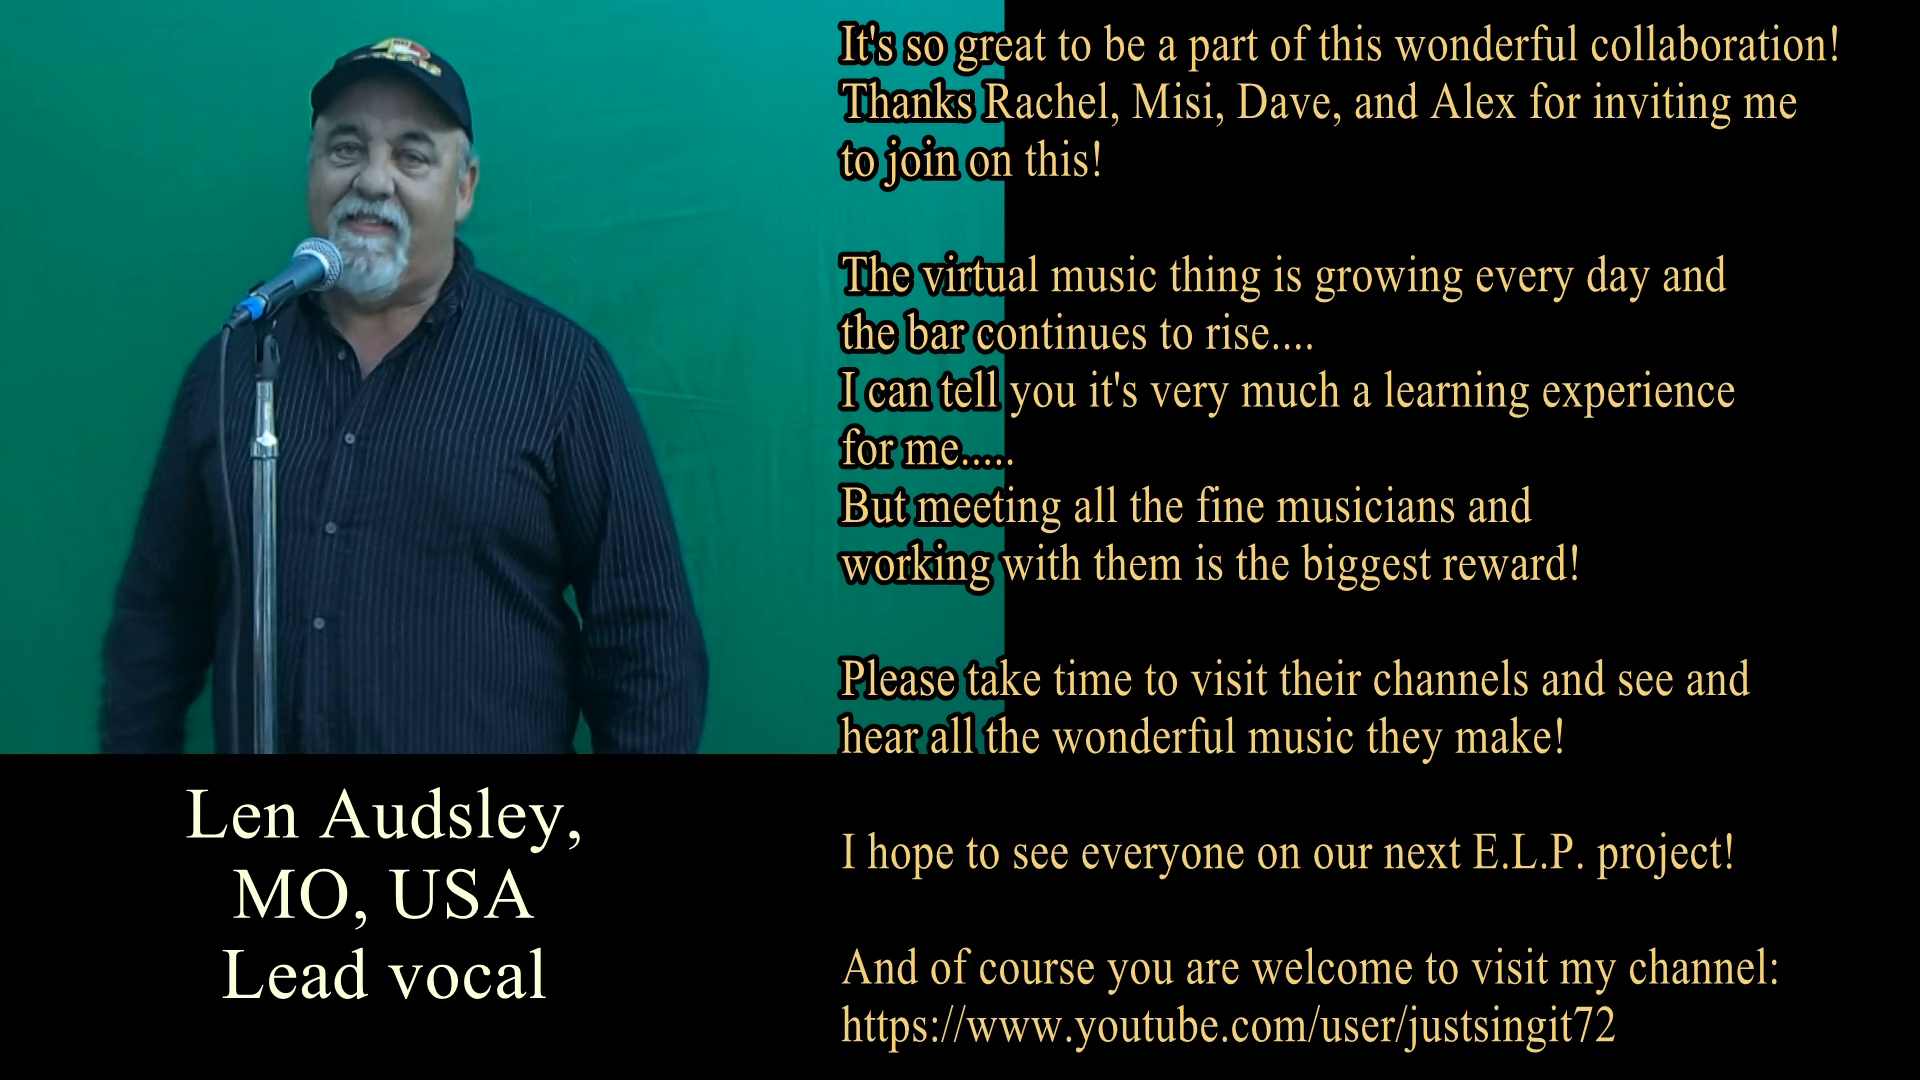 It's so great to be a part of this wonderful collaboration!
Thanks Rachel, Misi, Dave, and Alex for inviting me
to join on this!
The virtual music thing is growing every day and
the bar continues to rise....
I can tell you it's very much a learning experience
for me.....
But meeting all the fine musicians and
working with them is the biggest reward!
Please take time to visit their channels and see and
hear all the wonderful music they make!
I hope to see everyone on our next E.L.P. project!
And of course you are welcome to visit my channel:
https://www.youtube.com/user/justsingit72
Len Audsley,
MO, USA
Lead vocal